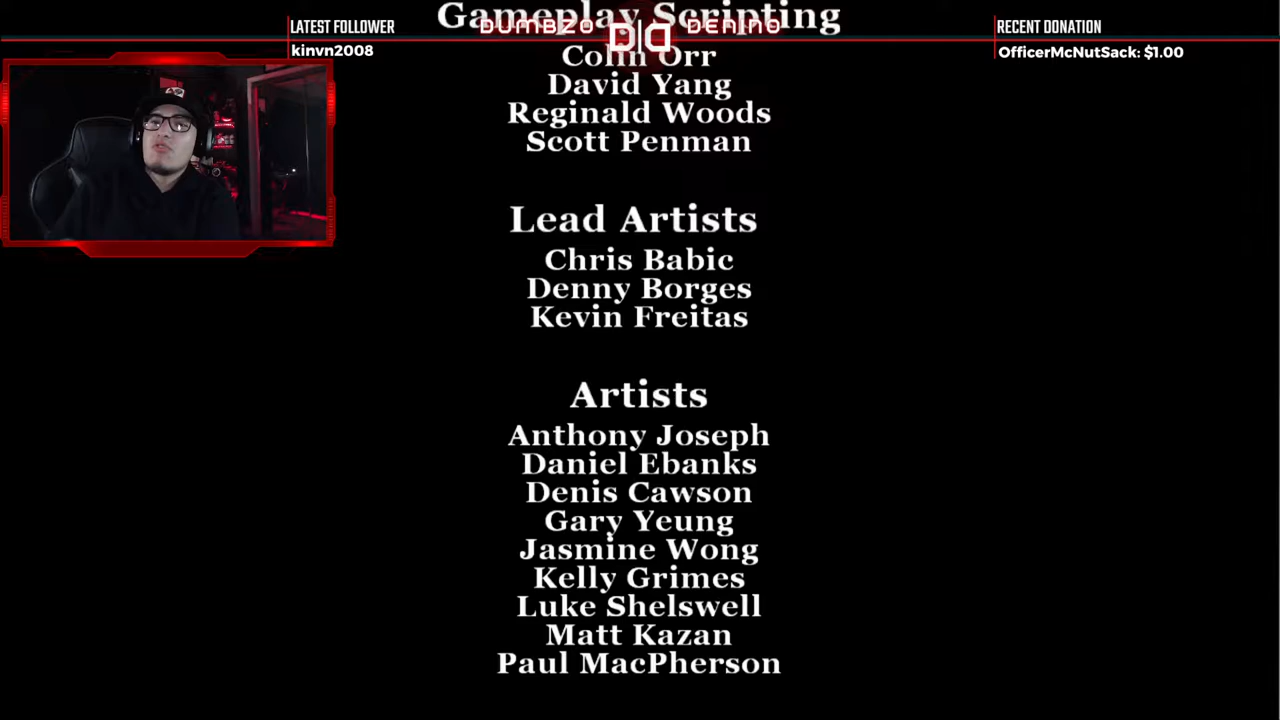 Gameplay Scripting
LATEST FOLLOWER
kinvn2008
DUMBIZO DENINO
D|D
RECENT DONATION
OfficerMcNutSack: $1.00
Colin Orr
David Yang
Reginald Woods
Scott Penman
Lead Artists
Chris Babic
Denny Borges
Kevin Freitas
Artists
Anthony Joseph
Daniel Ebanks
Denis Cawson
Gary Yeung
Jasmine Wong
Kelly Grimes
Luke Shelswell
Matt Kazan
Paul MacPherson